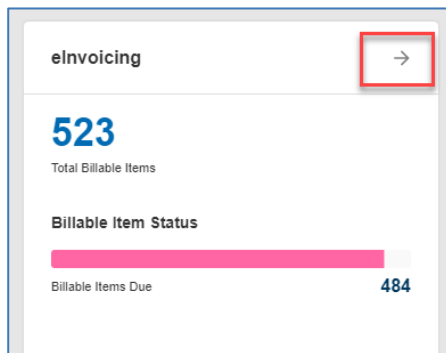 eInvoicing
523
Total Billable Items
Billable Item Status
Billable Items Due 484